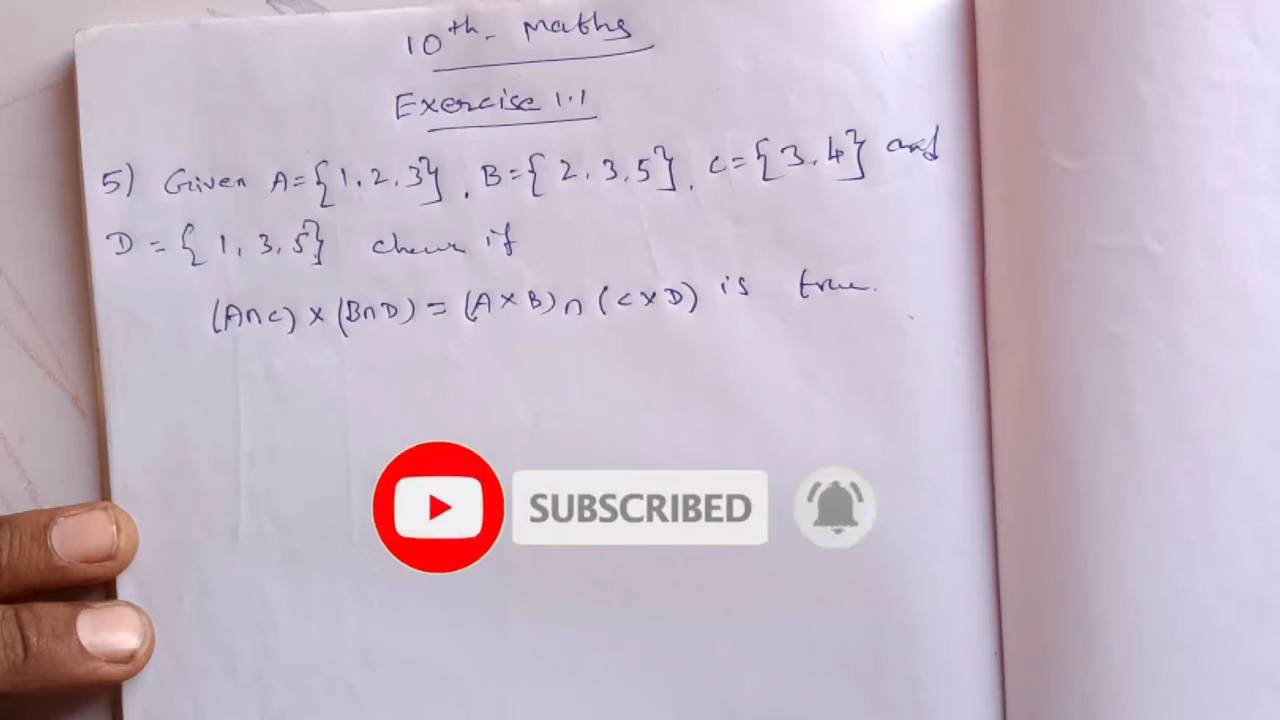 10th - Maths
Exercise 1.1
5) Given A={1,2,3}, B={2,3,5}, C={3,4} and
D={1,3,5} check if
(A∩C)×(B∩D)=(A×B)∩(C×D) is true.
SUBSCRIBED